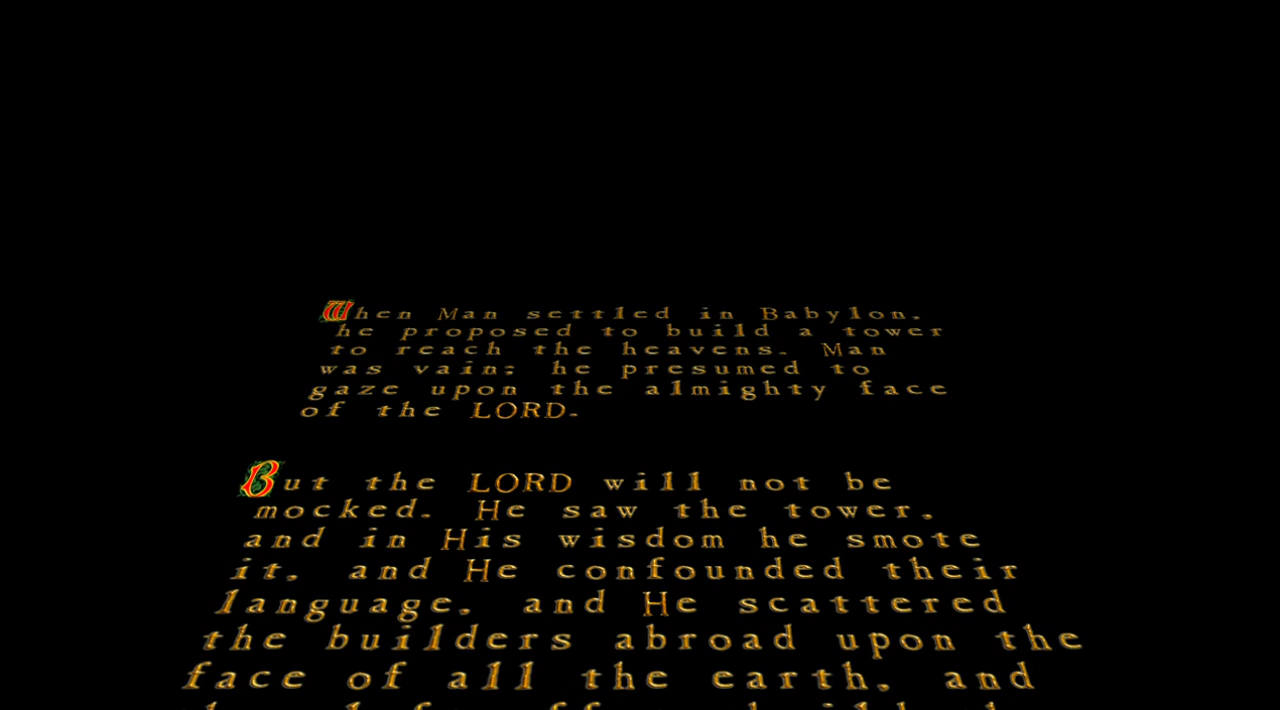 When Man settled in Babylon,
he proposed to build a tower
to reach the heavens. Man
was vain; he presumed to
gaze upon the almighty face
of the LORD.
But the LORD will not be
mocked. He saw the tower,
and in His wisdom he smote
it, and He confounded their
language, and He scattered
the builders abroad upon the
face of all the earth, and